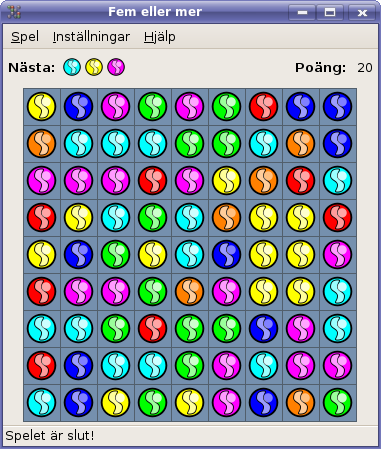 Fem eller mer
Spel Inställningar Hjälp
Nästa: Poäng: 20
Spelet är slut!